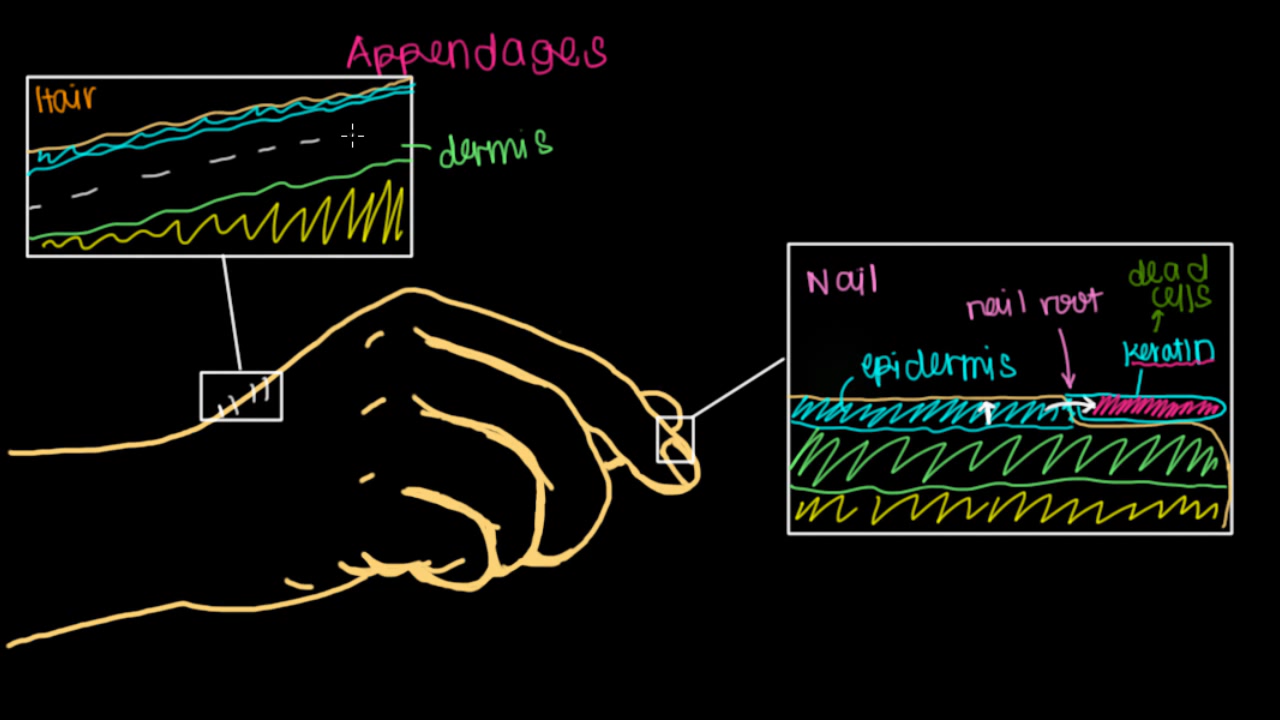 Appendages
Hair
dermis
Nail
dead
cells
nail root
keratin
epidermis